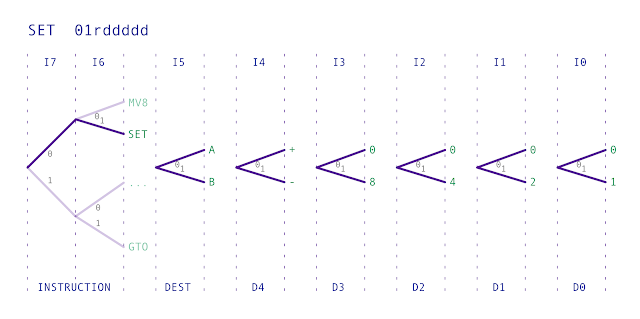 SET 01rddddd
I7 I6 I5 I4 I3 I2 I1 I0
MV8
0 1
SET A + 0 0 0 0
0 0 1 0 1 0 1 0 1 0 1 0 1
1 ... B - 8 4 2 1
0
1
GTO
INSTRUCTION DEST D4 D3 D2 D1 D0